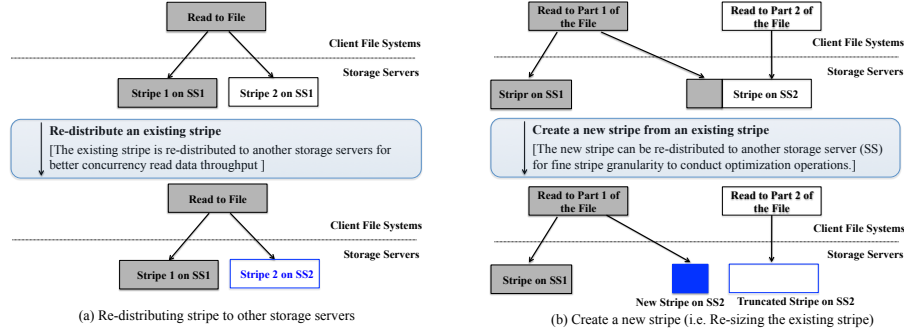 Read to File
Client File Systems
Storage Servers
Stripe 1 on SS1
Stripe 2 on SS1
Re-distribute an existing stripe
[The existing stripe is re-distributed to another storage servers for
better concurrency read data throughput ]
Read to File
Client File Systems
Storage Servers
Stripe 1 on SS1
Stripe 2 on SS2
(a) Re-distributing stripe to other storage servers
Read to Part 1 of
the File
Read to Part 2 of
the File
Client File Systems
Storage Servers
Stripr on SS1
Stripe on SS2
Create a new stripe from an existing stripe
[The new stripe can be re-distributed to another storage server (SS)
for fine stripe granularity to conduct optimization operations.]
Read to Part 1 of
the File
Read to Part 2 of
the File
Client File Systems
Storage Servers
Stripe on SS1
New Stripe on SS2
Truncated Stripe on SS2
(b) Create a new stripe (i.e. Re-sizing the existing stripe)